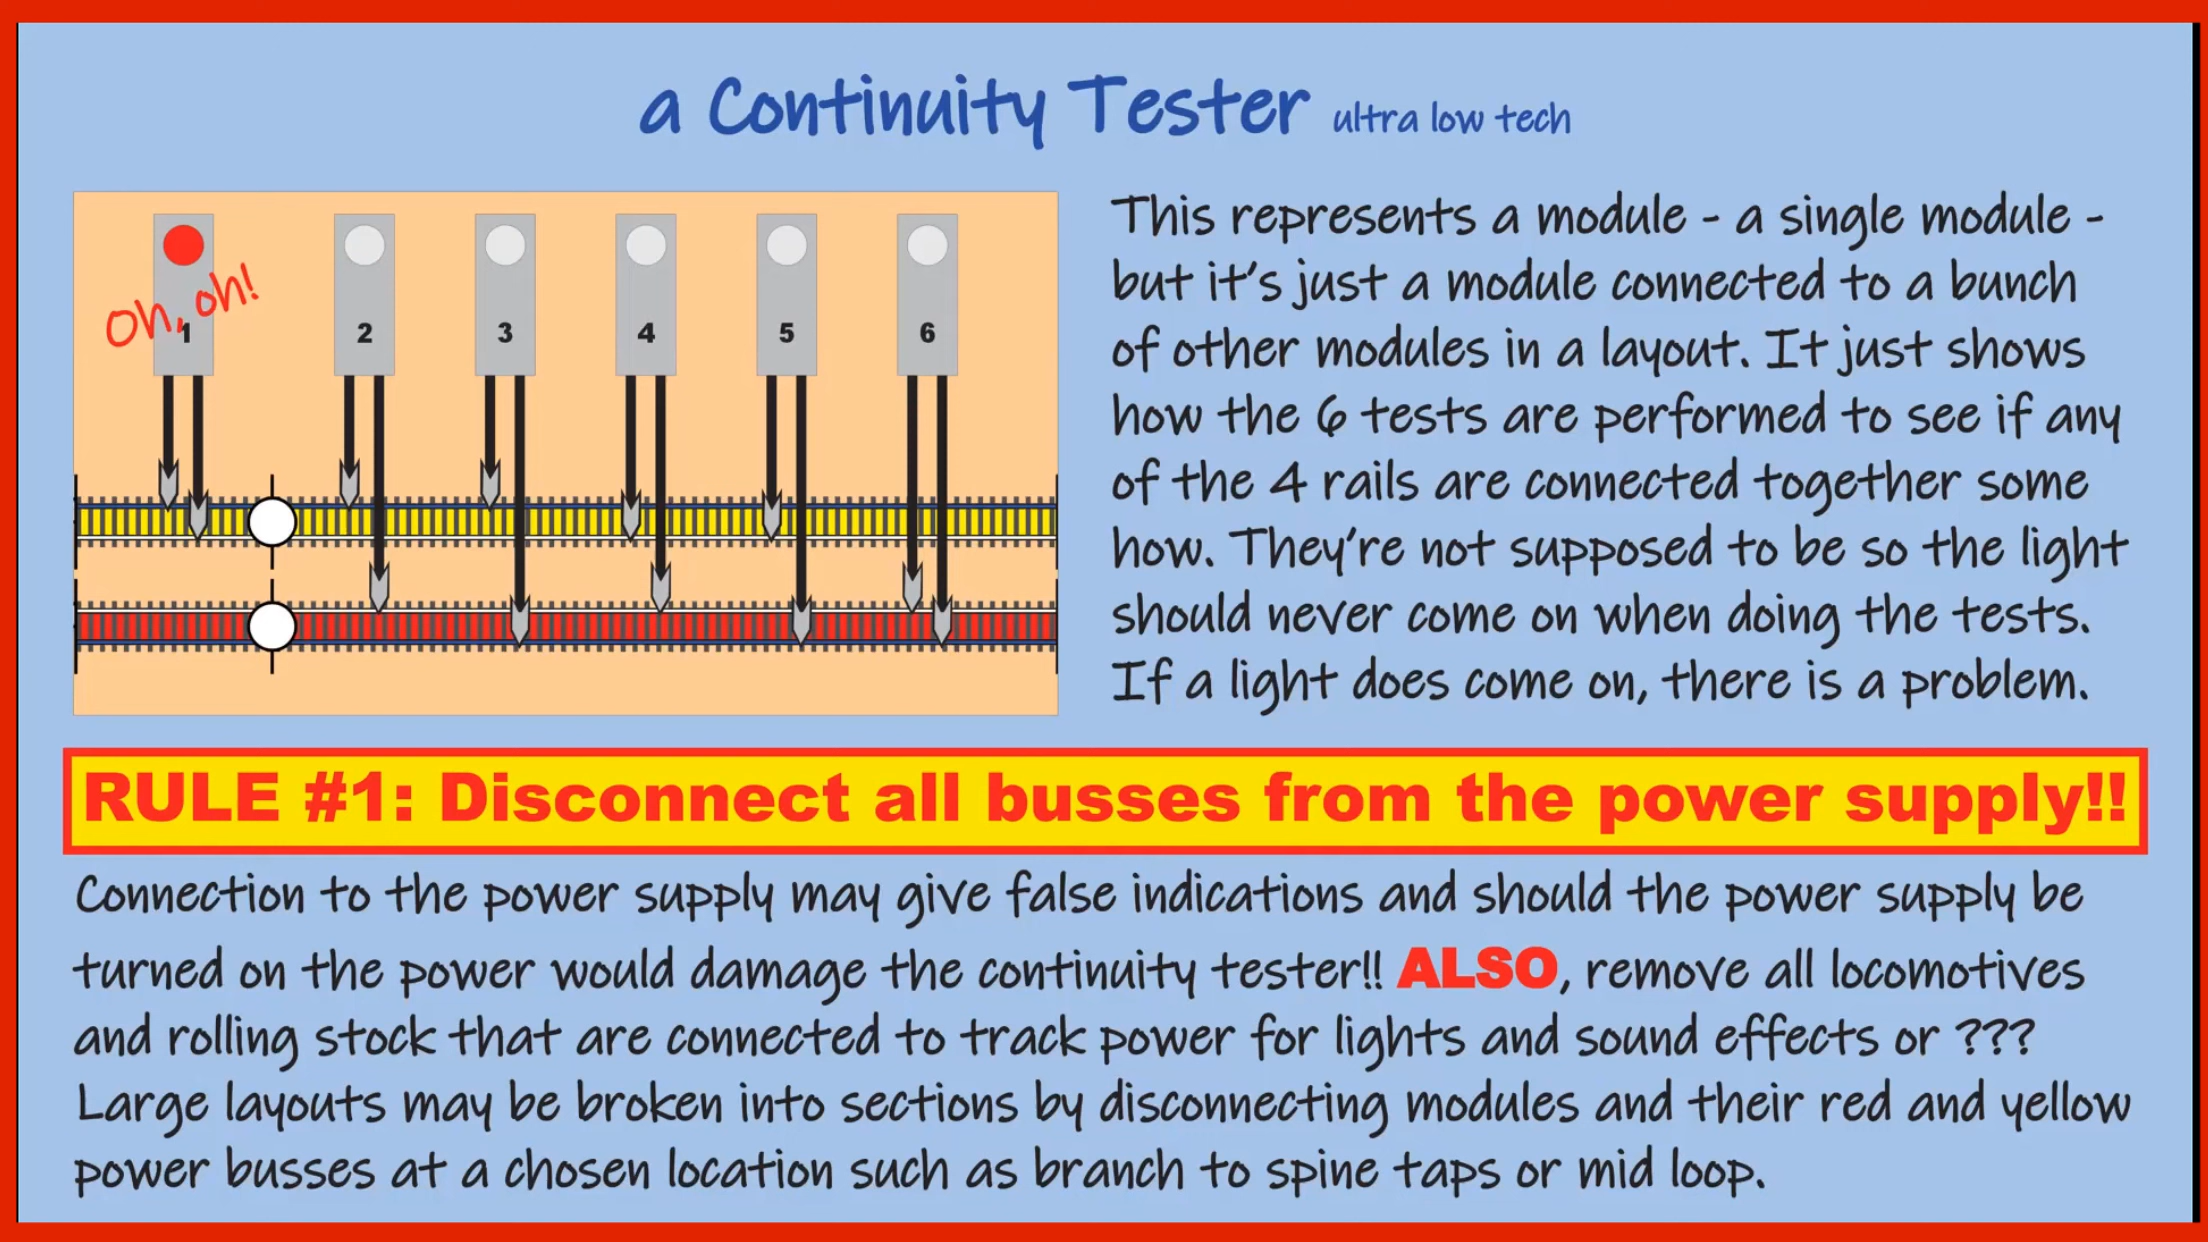 a Continuity Tester ultra low tech
Oh, oh!
1 2 3 4 5 6
This represents a module - a single module -
but it's just a module connected to a bunch
of other modules in a layout. It just shows
how the 6 tests are performed to see if any
of the 4 rails are connected together some
how. They're not supposed to be so the light
should never come on when doing the tests.
If a light does come on, there is a problem.
RULE #1: Disconnect all busses from the power supply!!
Connection to the power supply may give false indications and should the power supply be
turned on the power would damage the continuity tester!! ALSO, remove all locomotives
and rolling stock that are connected to track power for lights and sound effects or ???
Large layouts may be broken into sections by disconnecting modules and their red and yellow
power busses at a chosen location such as branch to spine taps or mid loop.